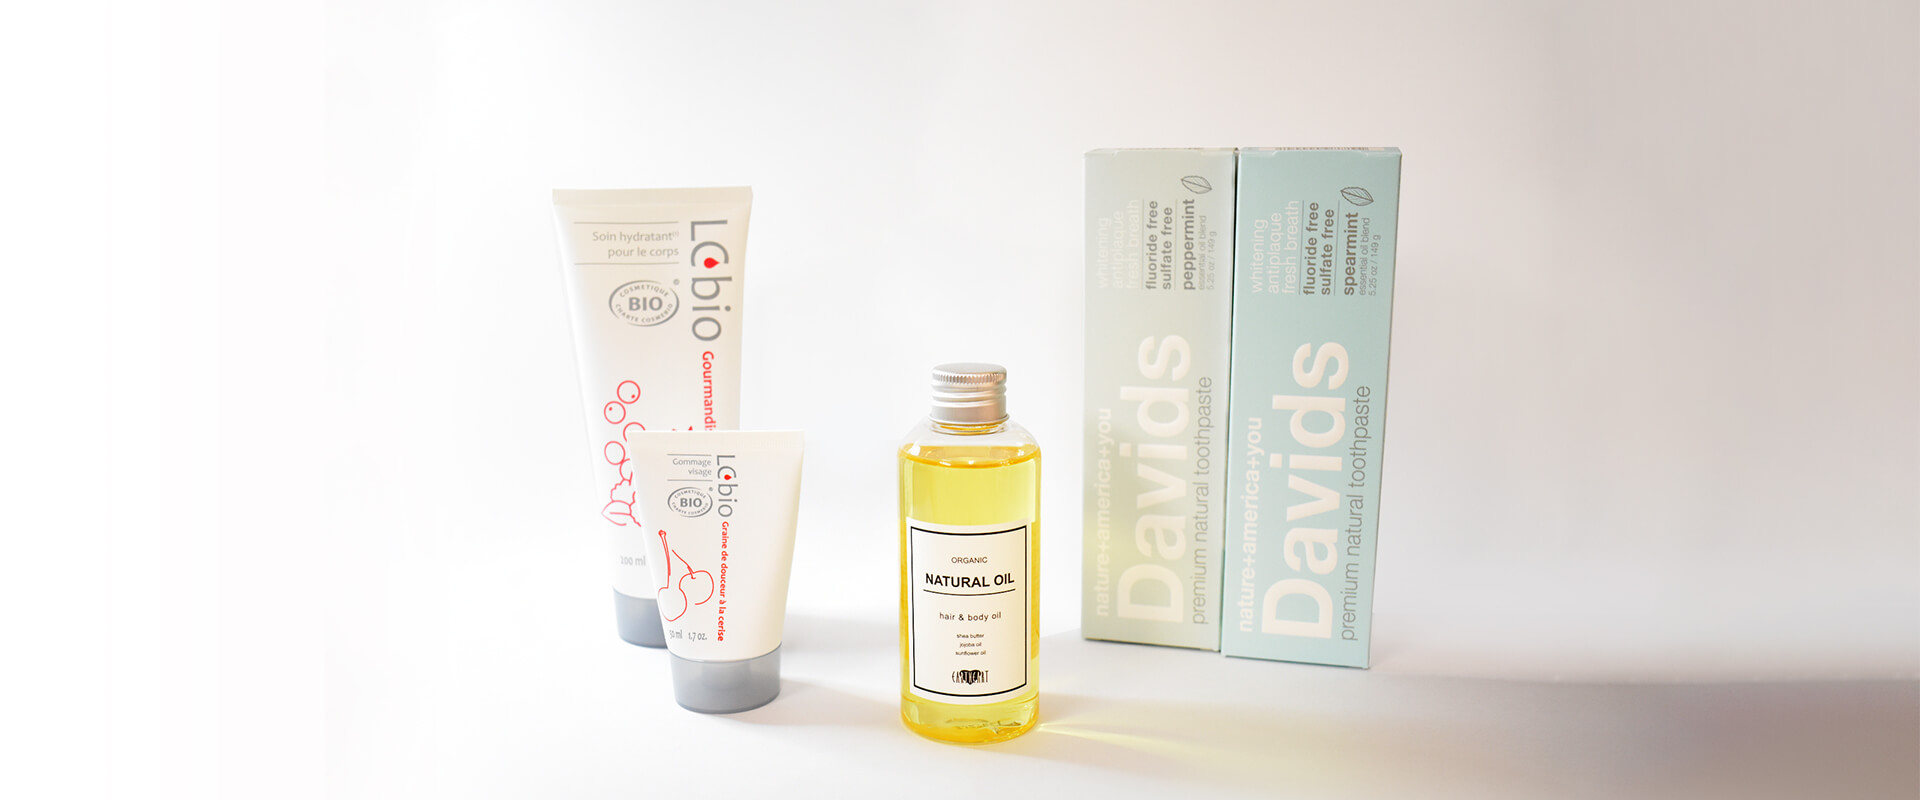 Soin hydratant
pour le corps
LCbio
COSMETIQUE
BIO
CHARTE COSMEBIO
®
200 ml
Gommage
visage
LCbio
COSMETIQUE
BIO
CHARTE COSMEBIO
®
Graine de douceur à la cerise
50 ml 1.7 oz.
ORGANIC
NATURAL OIL
hair & body oil
shea butter
jojoba oil
sunflower oil
whitening
antiplaque
fresh breath
fluoride free
sulfate free
peppermint
essential oil blend
5.25 oz / 149 g
nature+america+you
Davids
premium natural toothpaste
whitening
antiplaque
fresh breath
fluoride free
sulfate free
spearmint
essential oil blend
5.25 oz / 149 g
nature+america+you
Davids
premium natural toothpaste